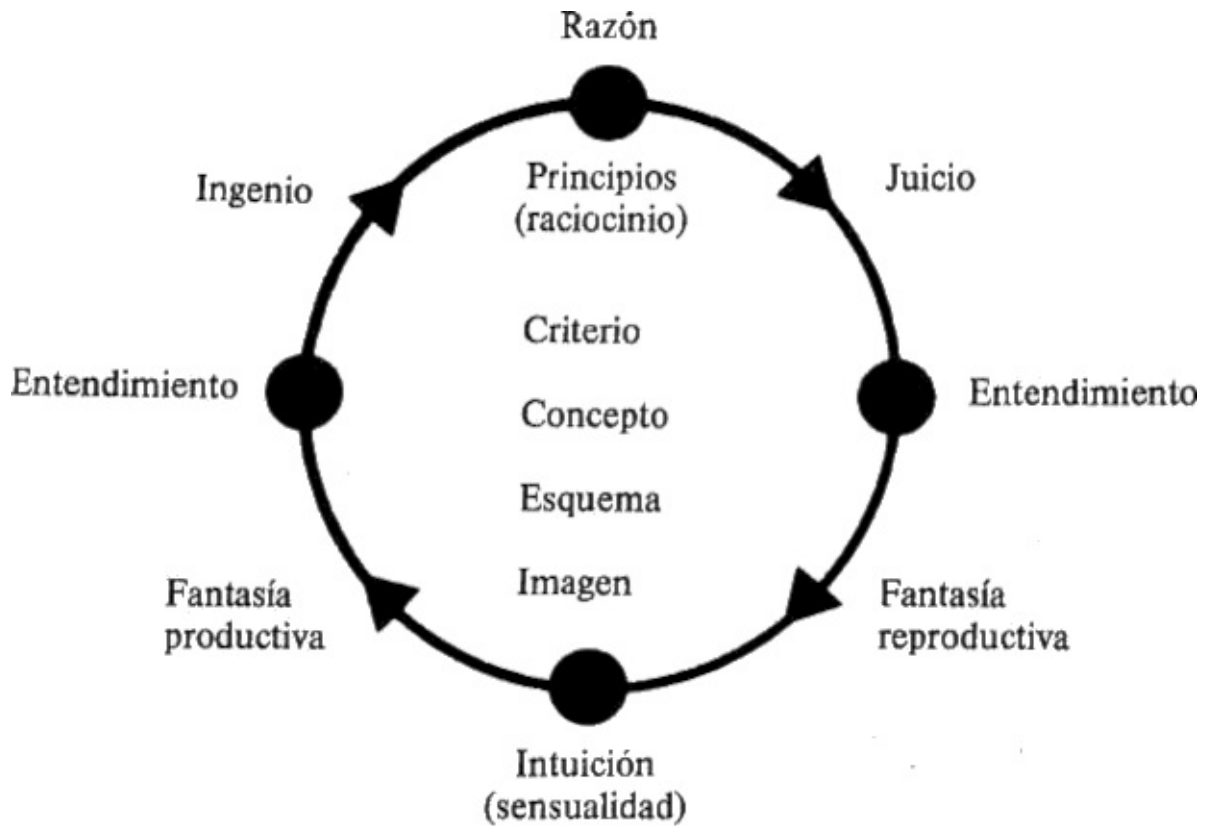 Razón
Ingenio
Principios
(raciocinio)
Juicio
Criterio
Entendimiento
Concepto
Entendimiento
Esquema
Imagen
Fantasía
productiva
Fantasía
reproductiva
Intuición
(sensualidad)